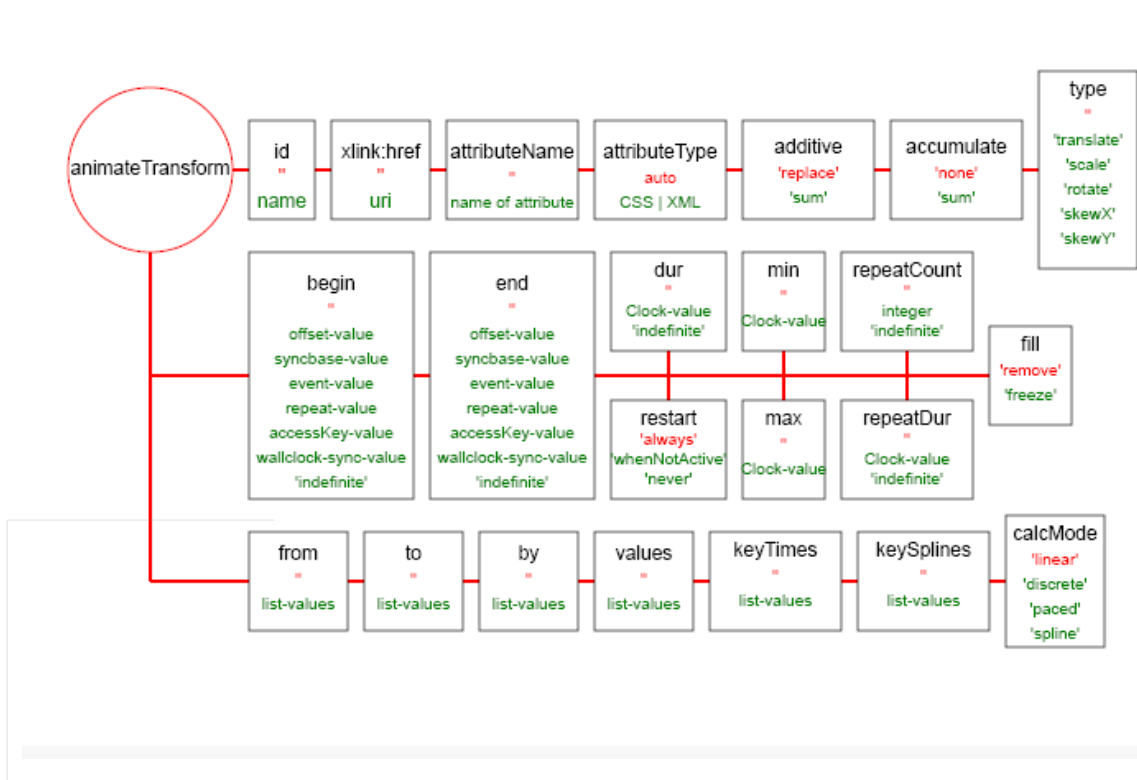 animateTransform
id
"
name
xlink:href
"
uri
attributeName
"
name of attribute
attributeType
auto
CSS | XML
additive
'replace'
'sum'
accumulate
'none'
'sum'
type
"
'translate'
'scale'
'rotate'
'skewX'
'skewY'
begin
"
offset-value
syncbase-value
event-value
repeat-value
accessKey-value
wallclock-sync-value
'indefinite'
end
"
offset-value
syncbase-value
event-value
repeat-value
accessKey-value
wallclock-sync-value
'indefinite'
dur
"
Clock-value
'indefinite'
min
"
Clock-value
repeatCount
"
integer
'indefinite'
fill
'remove'
'freeze'
restart
'always'
'whenNotActive'
'never'
max
"
Clock-value
repeatDur
"
Clock-value
'indefinite'
from
"
list-values
to
"
list-values
by
"
list-values
values
"
list-values
keyTimes
"
list-values
keySplines
"
list-values
calcMode
'linear'
'discrete'
'paced'
'spline'